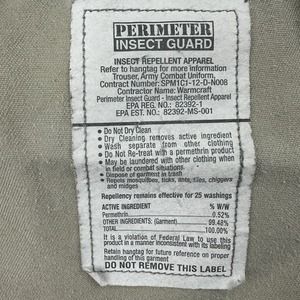 PERIMETER
INSECT GUARD
INSECT REPELLENT APPAREL
Refer to hangtag for more information
Trouser, Army Combat Uniform,
Contract Number: SPM1C1-12-D-N008
Contractor Name: Warmcraft
Perimeter Insect Guard - Insect Repellent Apparel
EPA REG. NO.: 82392-1
EPA EST. NO.: 82392-MS-001
• Do Not Dry Clean
• Dry Cleaning removes active ingredient
• Wash separate from other clothing
• Do Not Re-treat with a permethrin product
• May be laundered with other clothing when
in field or combat situations
• Dispose of garment in trash
• Repels mosquitoes, ticks, ants, flies, chiggers
and midges
Repellency remains effective for 25 washings
ACTIVE INGREDIENT % W/W
Permethrin 0.52%
OTHER INGREDIENTS: (Garment) 99.48%
TOTAL 100.00%
It is a violation of Federal Law to use this
product in a manner inconsistent with its labeling
Retain hangtag for future reference on proper
handling of this garment
DO NOT REMOVE THIS LABEL